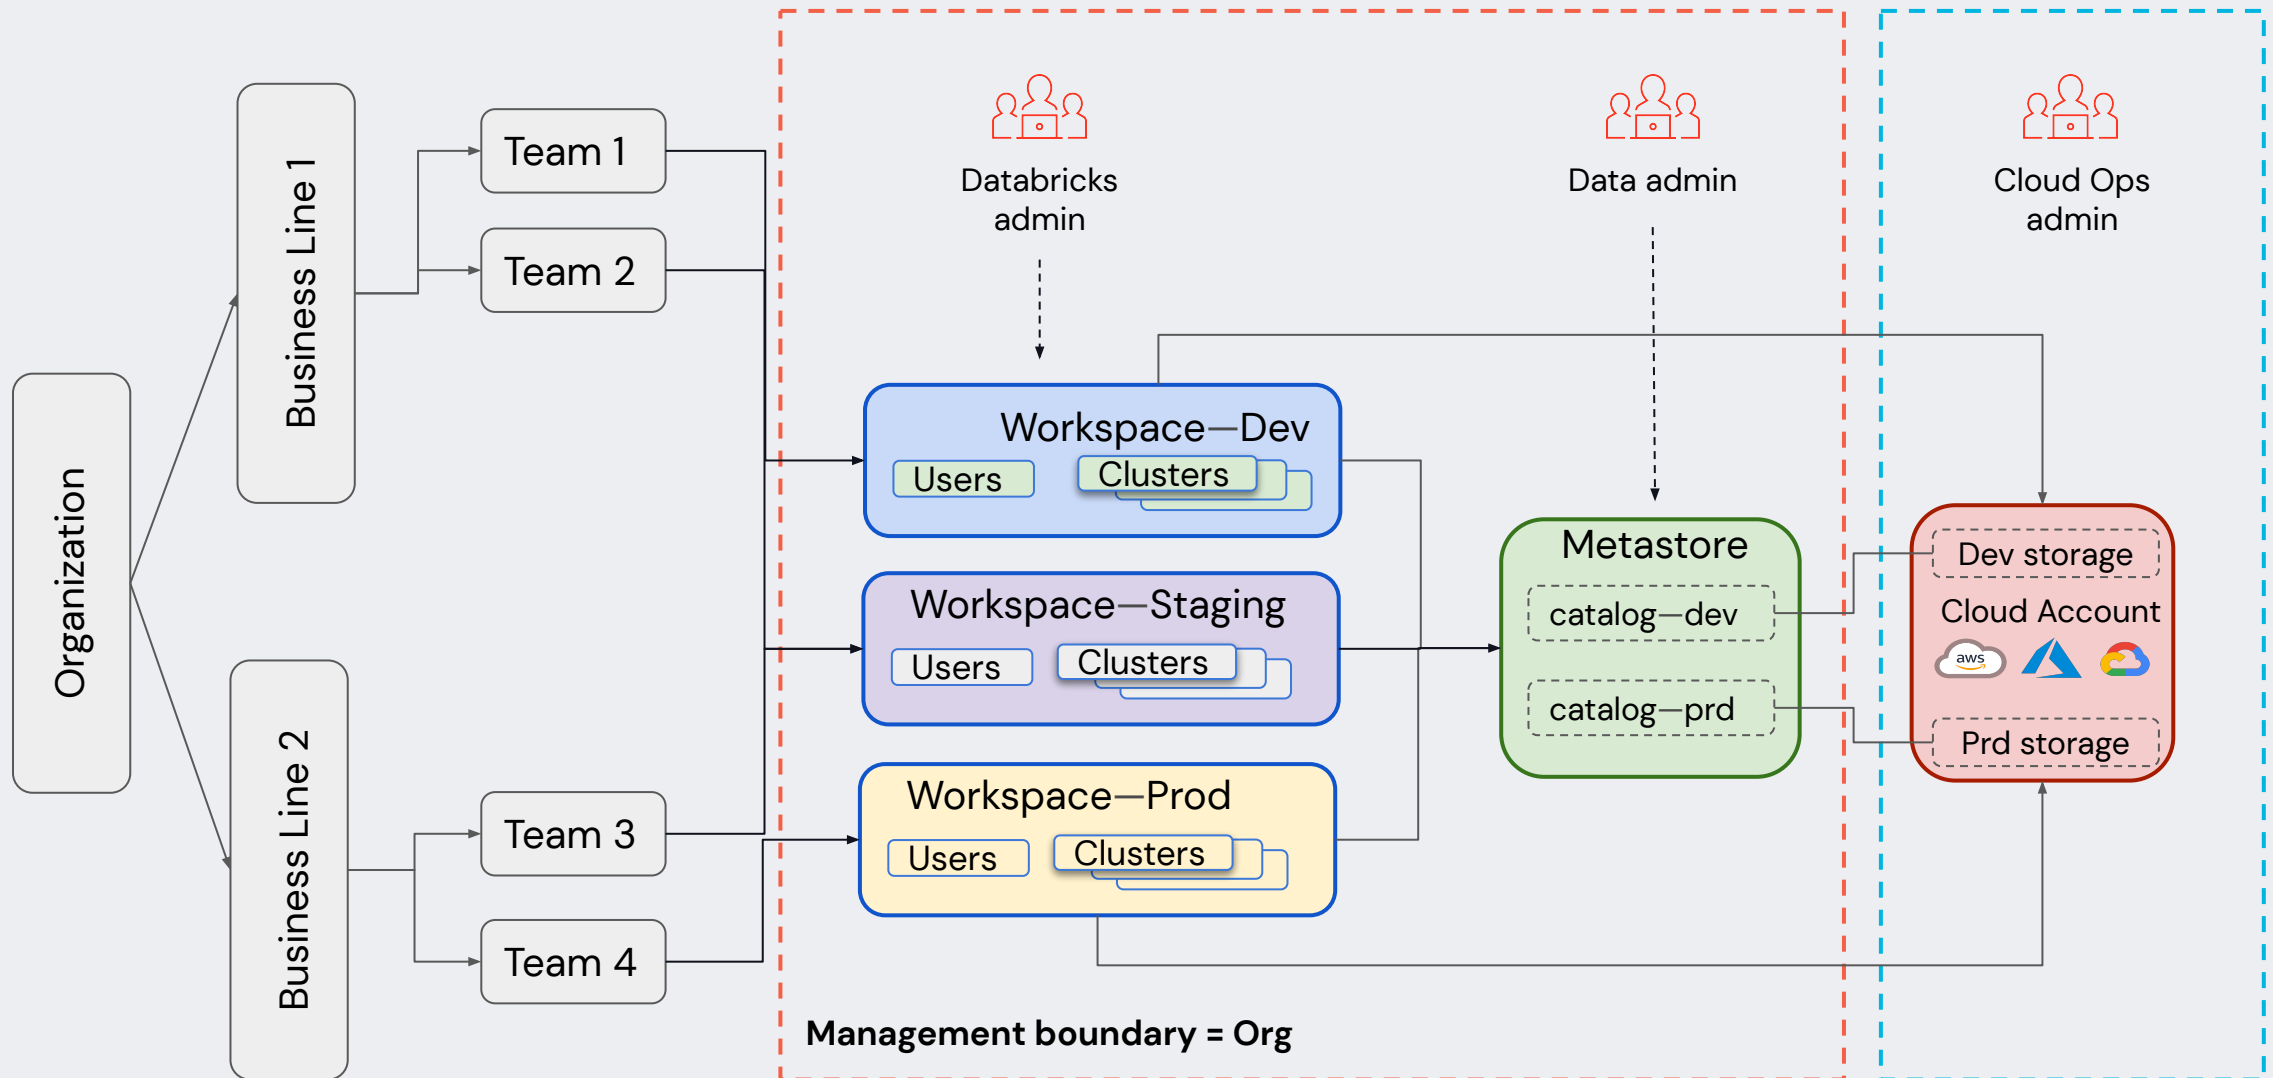 Organization
Business Line 1
Business Line 2
Team 1
Team 2
Team 3
Team 4
Databricks
admin
Data admin
Cloud Ops
admin
Workspace—Dev
Users
Clusters
Workspace—Staging
Users
Clusters
Workspace—Prod
Users
Clusters
Metastore
catalog—dev
catalog—prd
Dev storage
Cloud Account
aws
Prd storage
Management boundary = Org